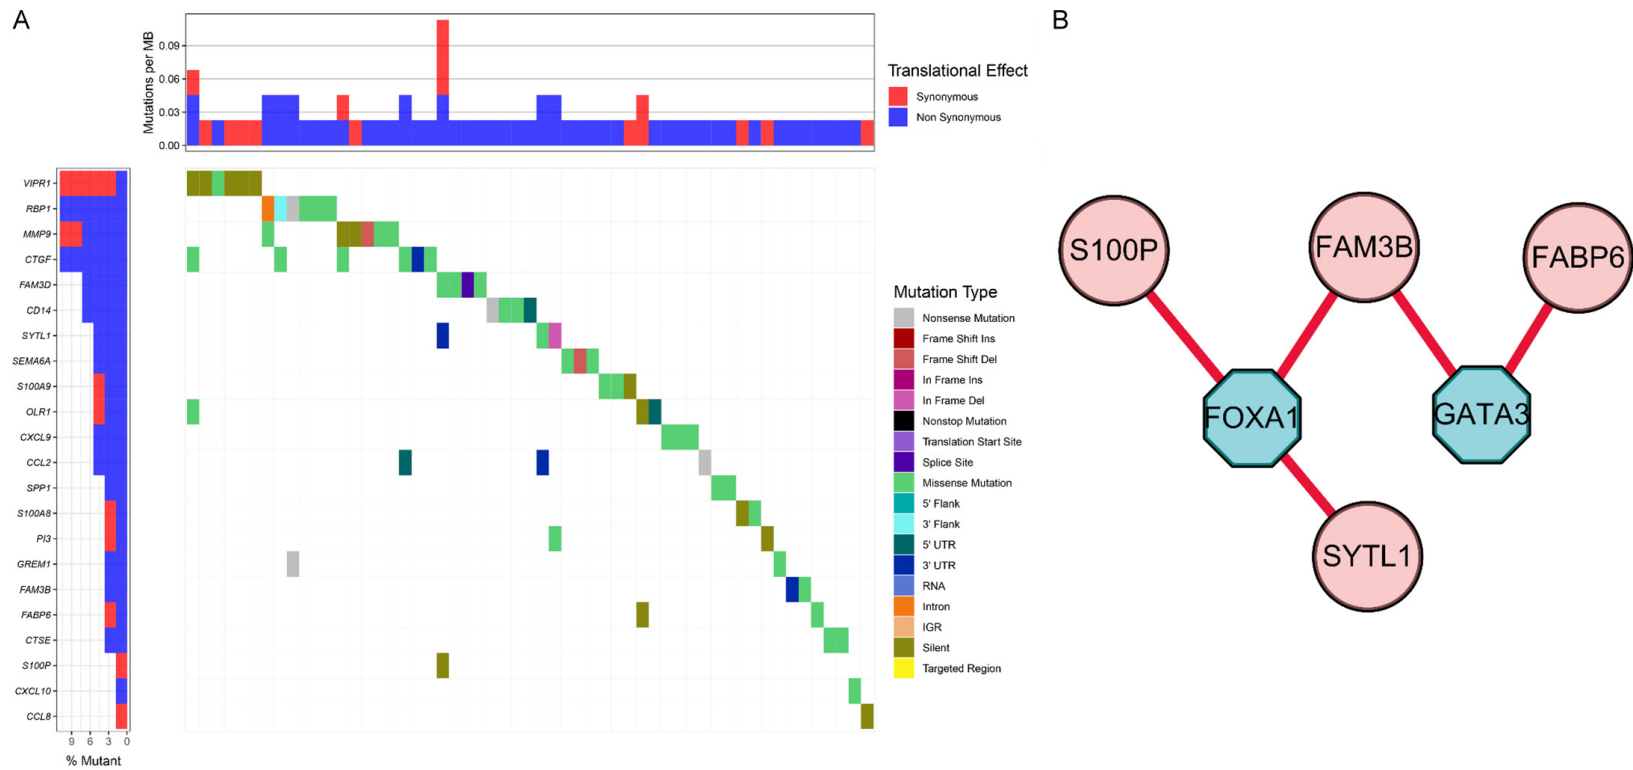 A
B
Mutations per MB
0.09
0.06
0.03
0.00
Translational Effect
Synonymous
Non Synonymous
VIPR1
RBP1
MMP9
CTGF
FAM3D
CD14
SYTL1
SEMA6A
S100A9
OLR1
CXCL9
CCL2
SPP1
S100A8
PI3
GREM1
FAM3B
FABP6
CTSE
S100P
CXCL10
CCL8
9 6 3 0
% Mutant
Mutation Type
Nonsense Mutation
Frame Shift Ins
Frame Shift Del
In Frame Ins
In Frame Del
Nonstop Mutation
Translation Start Site
Splice Site
Missense Mutation
5' Flank
3' Flank
5' UTR
3' UTR
RNA
Intron
IGR
Silent
Targeted Region
S100P
FAM3B
FABP6
FOXA1
GATA3
SYTL1